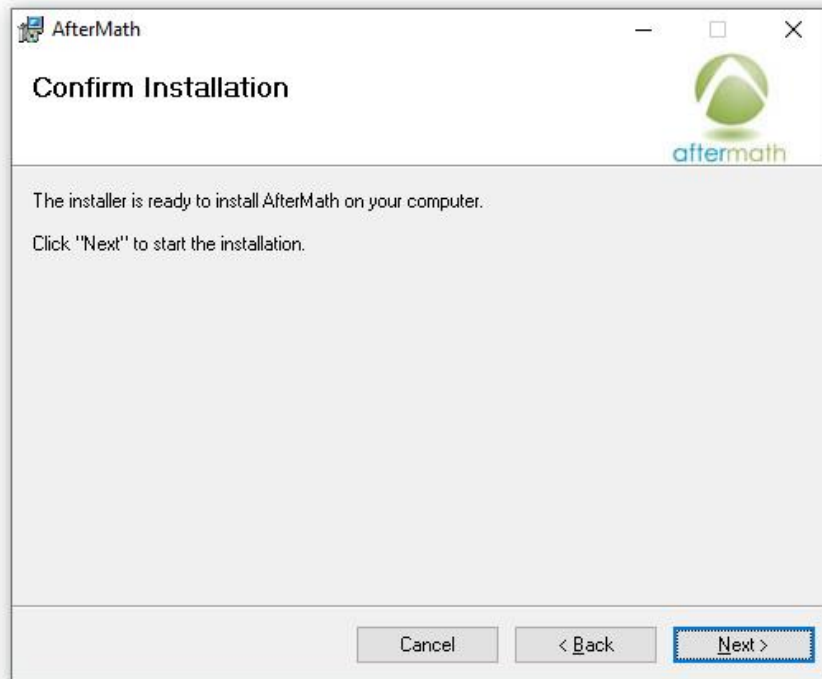 AfterMath
Confirm Installation
aftermath
The installer is ready to install AfterMath on your computer.
Click "Next" to start the installation.
Cancel
< Back
Next >